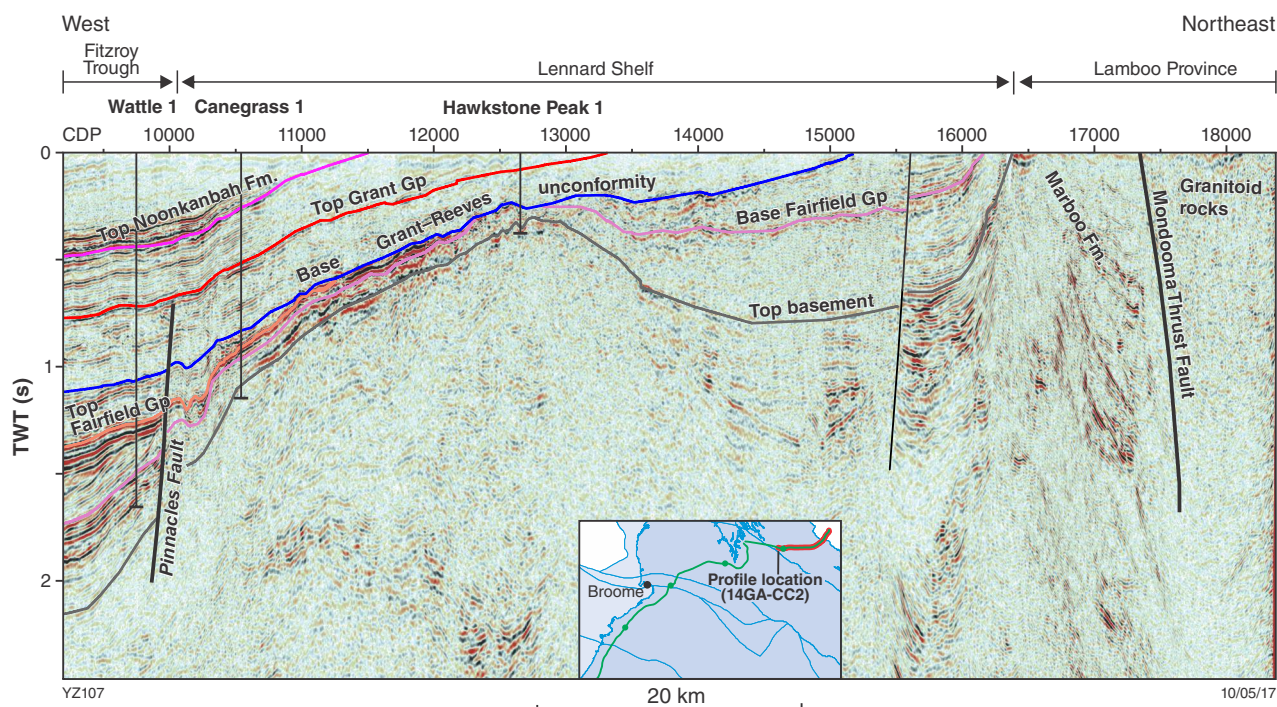 West
Northeast
Fitzroy
Trough
Lennard Shelf
Lamboo Province
Wattle 1
Canegrass 1
Hawkstone Peak 1
CDP
10000
11000
12000
13000
14000
15000
16000
17000
18000
0
1
2
TWT (s)
Top Noonkanbah Fm.
Top Grant Gp
Base
Grant–Reeves
unconformity
Base Fairfield Gp
Top basement
Top
Fairfield Gp
Pinnacles Fault
Marboo Fm.
Mondooma Thrust Fault
Granitoid
rocks
Broome
Profile location
(14GA-CC2)
YZ107
20 km
10/05/17